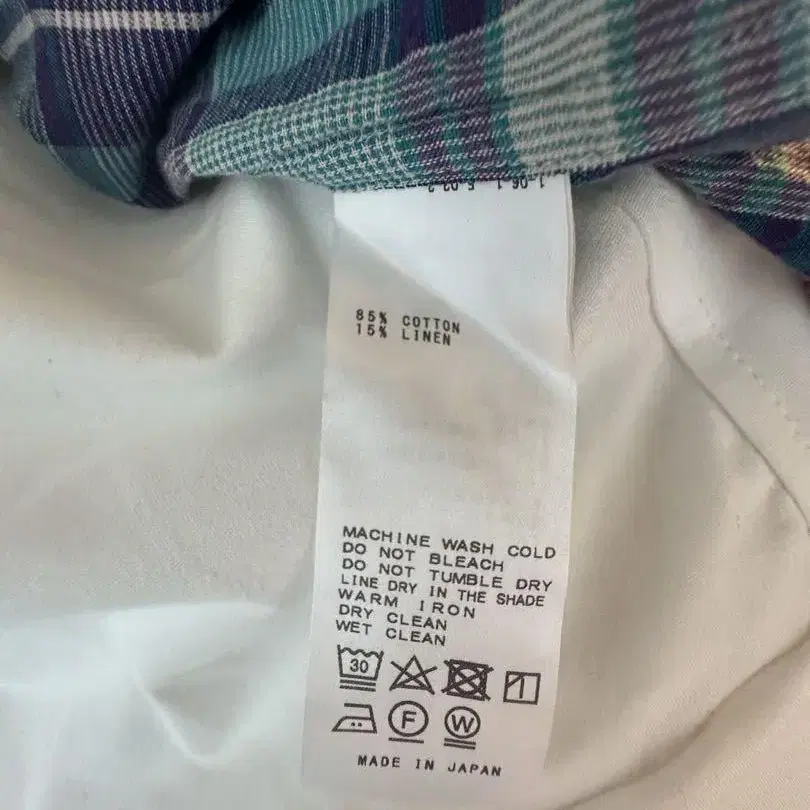 85% COTTON
15% LINEN
MACHINE WASH COLD
DO NOT BLEACH
DO NOT TUMBLE DRY
LINE DRY IN THE SHADE
WARM IRON
DRY CLEAN
WET CLEAN
30
F W
MADE IN JAPAN